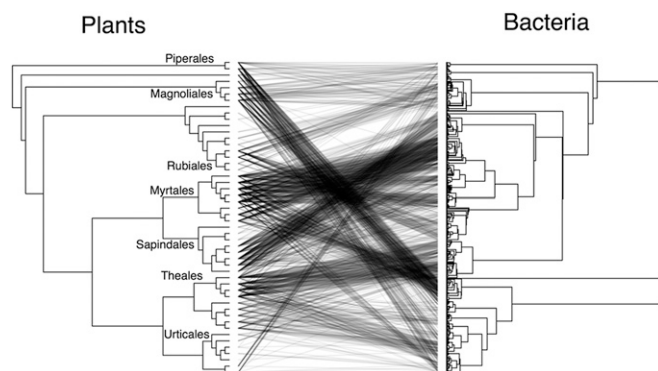 Plants
Bacteria
Piperales
Magnoliales
Rubiales
Myrtales
Sapindales
Theales
Urticales